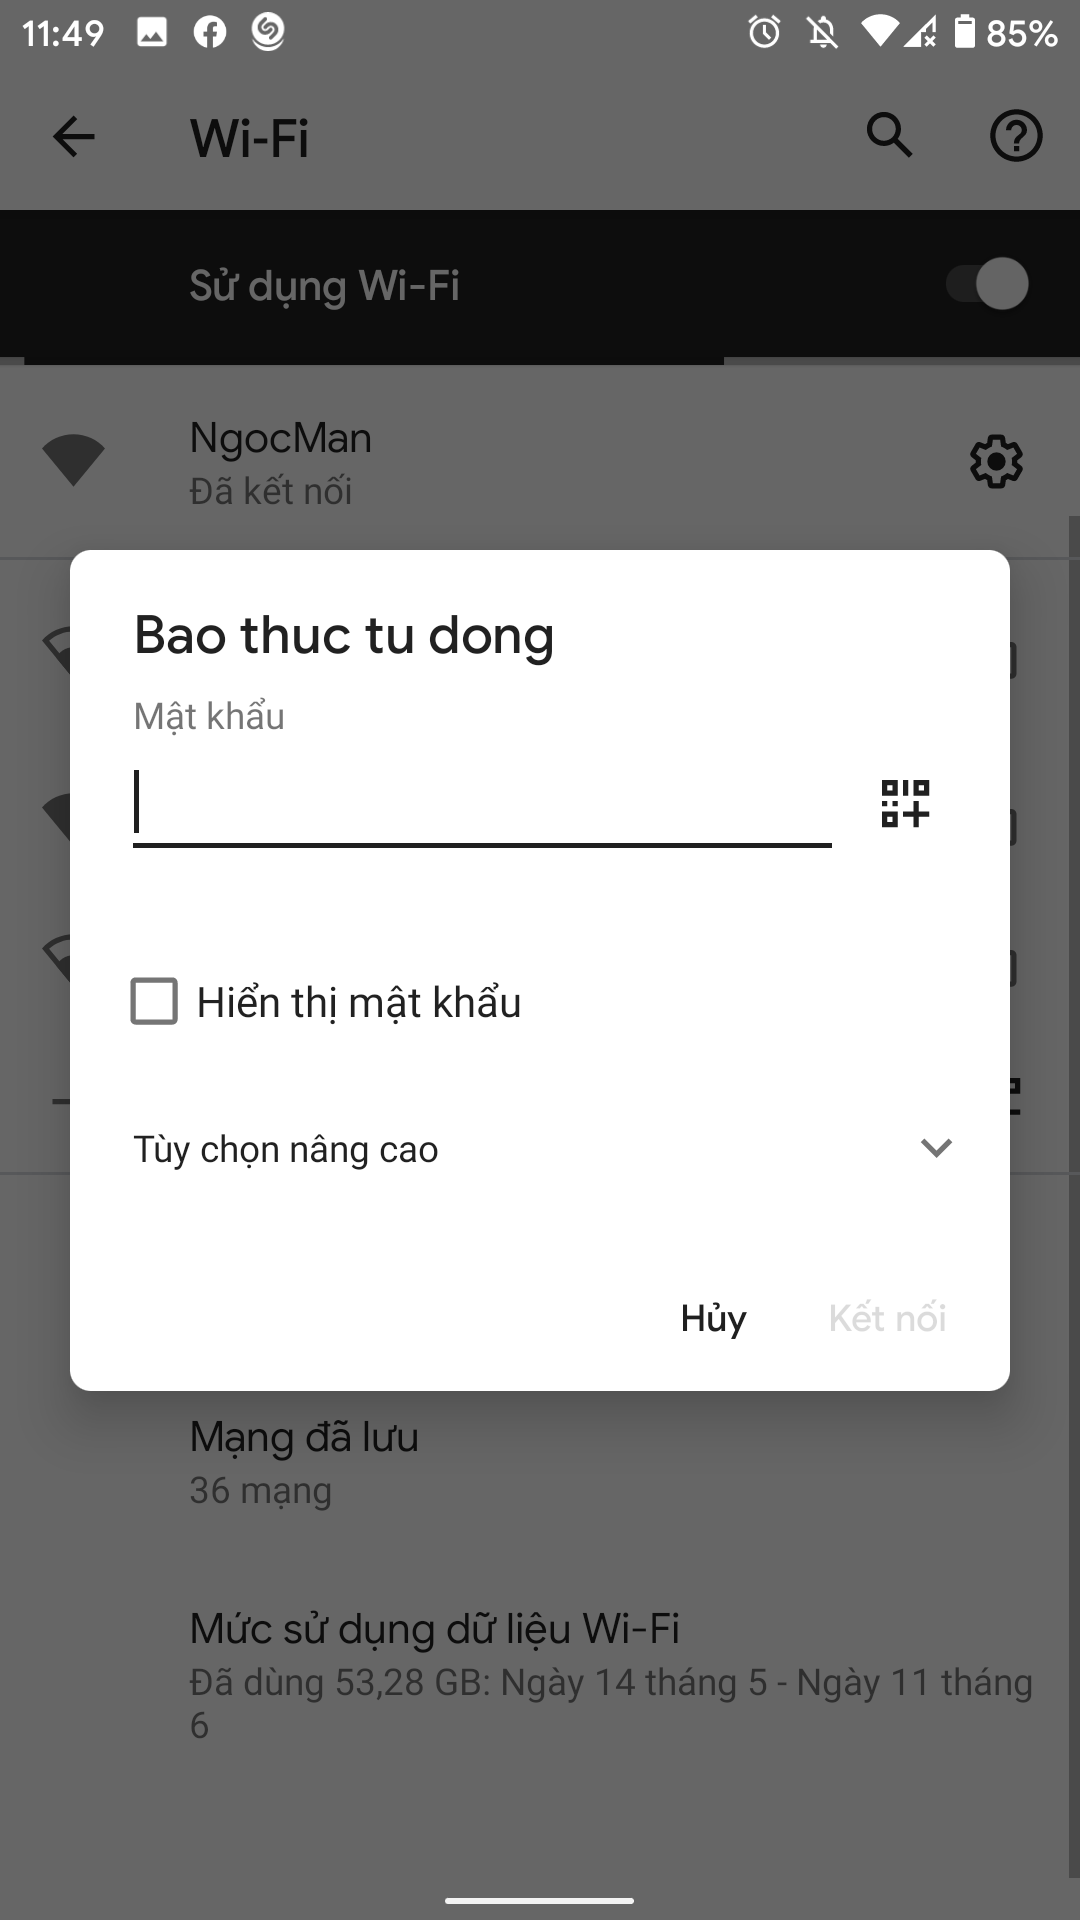 11:49
85%
Wi-Fi
Sử dụng Wi-Fi
NgocMan
Đã kết nối
Bao thuc tu dong
Mật khẩu
Hiển thị mật khẩu
Tùy chọn nâng cao
Hủy
Kết nối
Mạng đã lưu
36 mạng
Mức sử dụng dữ liệu Wi-Fi
Đã dùng 53,28 GB: Ngày 14 tháng 5 - Ngày 11 tháng
6